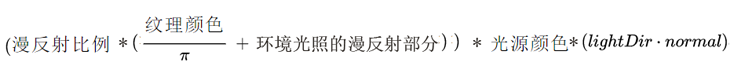 (漫反射比例 *(纹理颜色/π + 环境光照的漫反射部分)) * 光源颜色*(lightDir · normal)